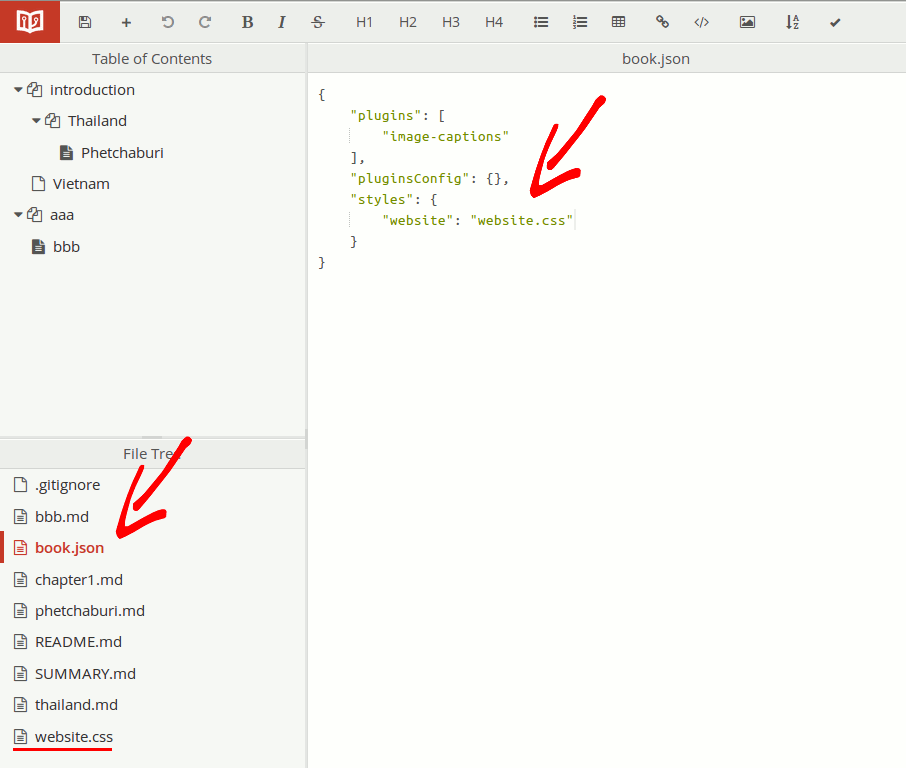 B I S H1 H2 H3 H4
Table of Contents
introduction
Thailand
Phetchaburi
Vietnam
aaa
bbb
File Tree
.gitignore
bbb.md
book.json
chapter1.md
phetchaburi.md
README.md
SUMMARY.md
thailand.md
website.css
book.json
{
"plugins": [
"image-captions"
],
"pluginsConfig": {},
"styles": {
"website": "website.css"
}
}